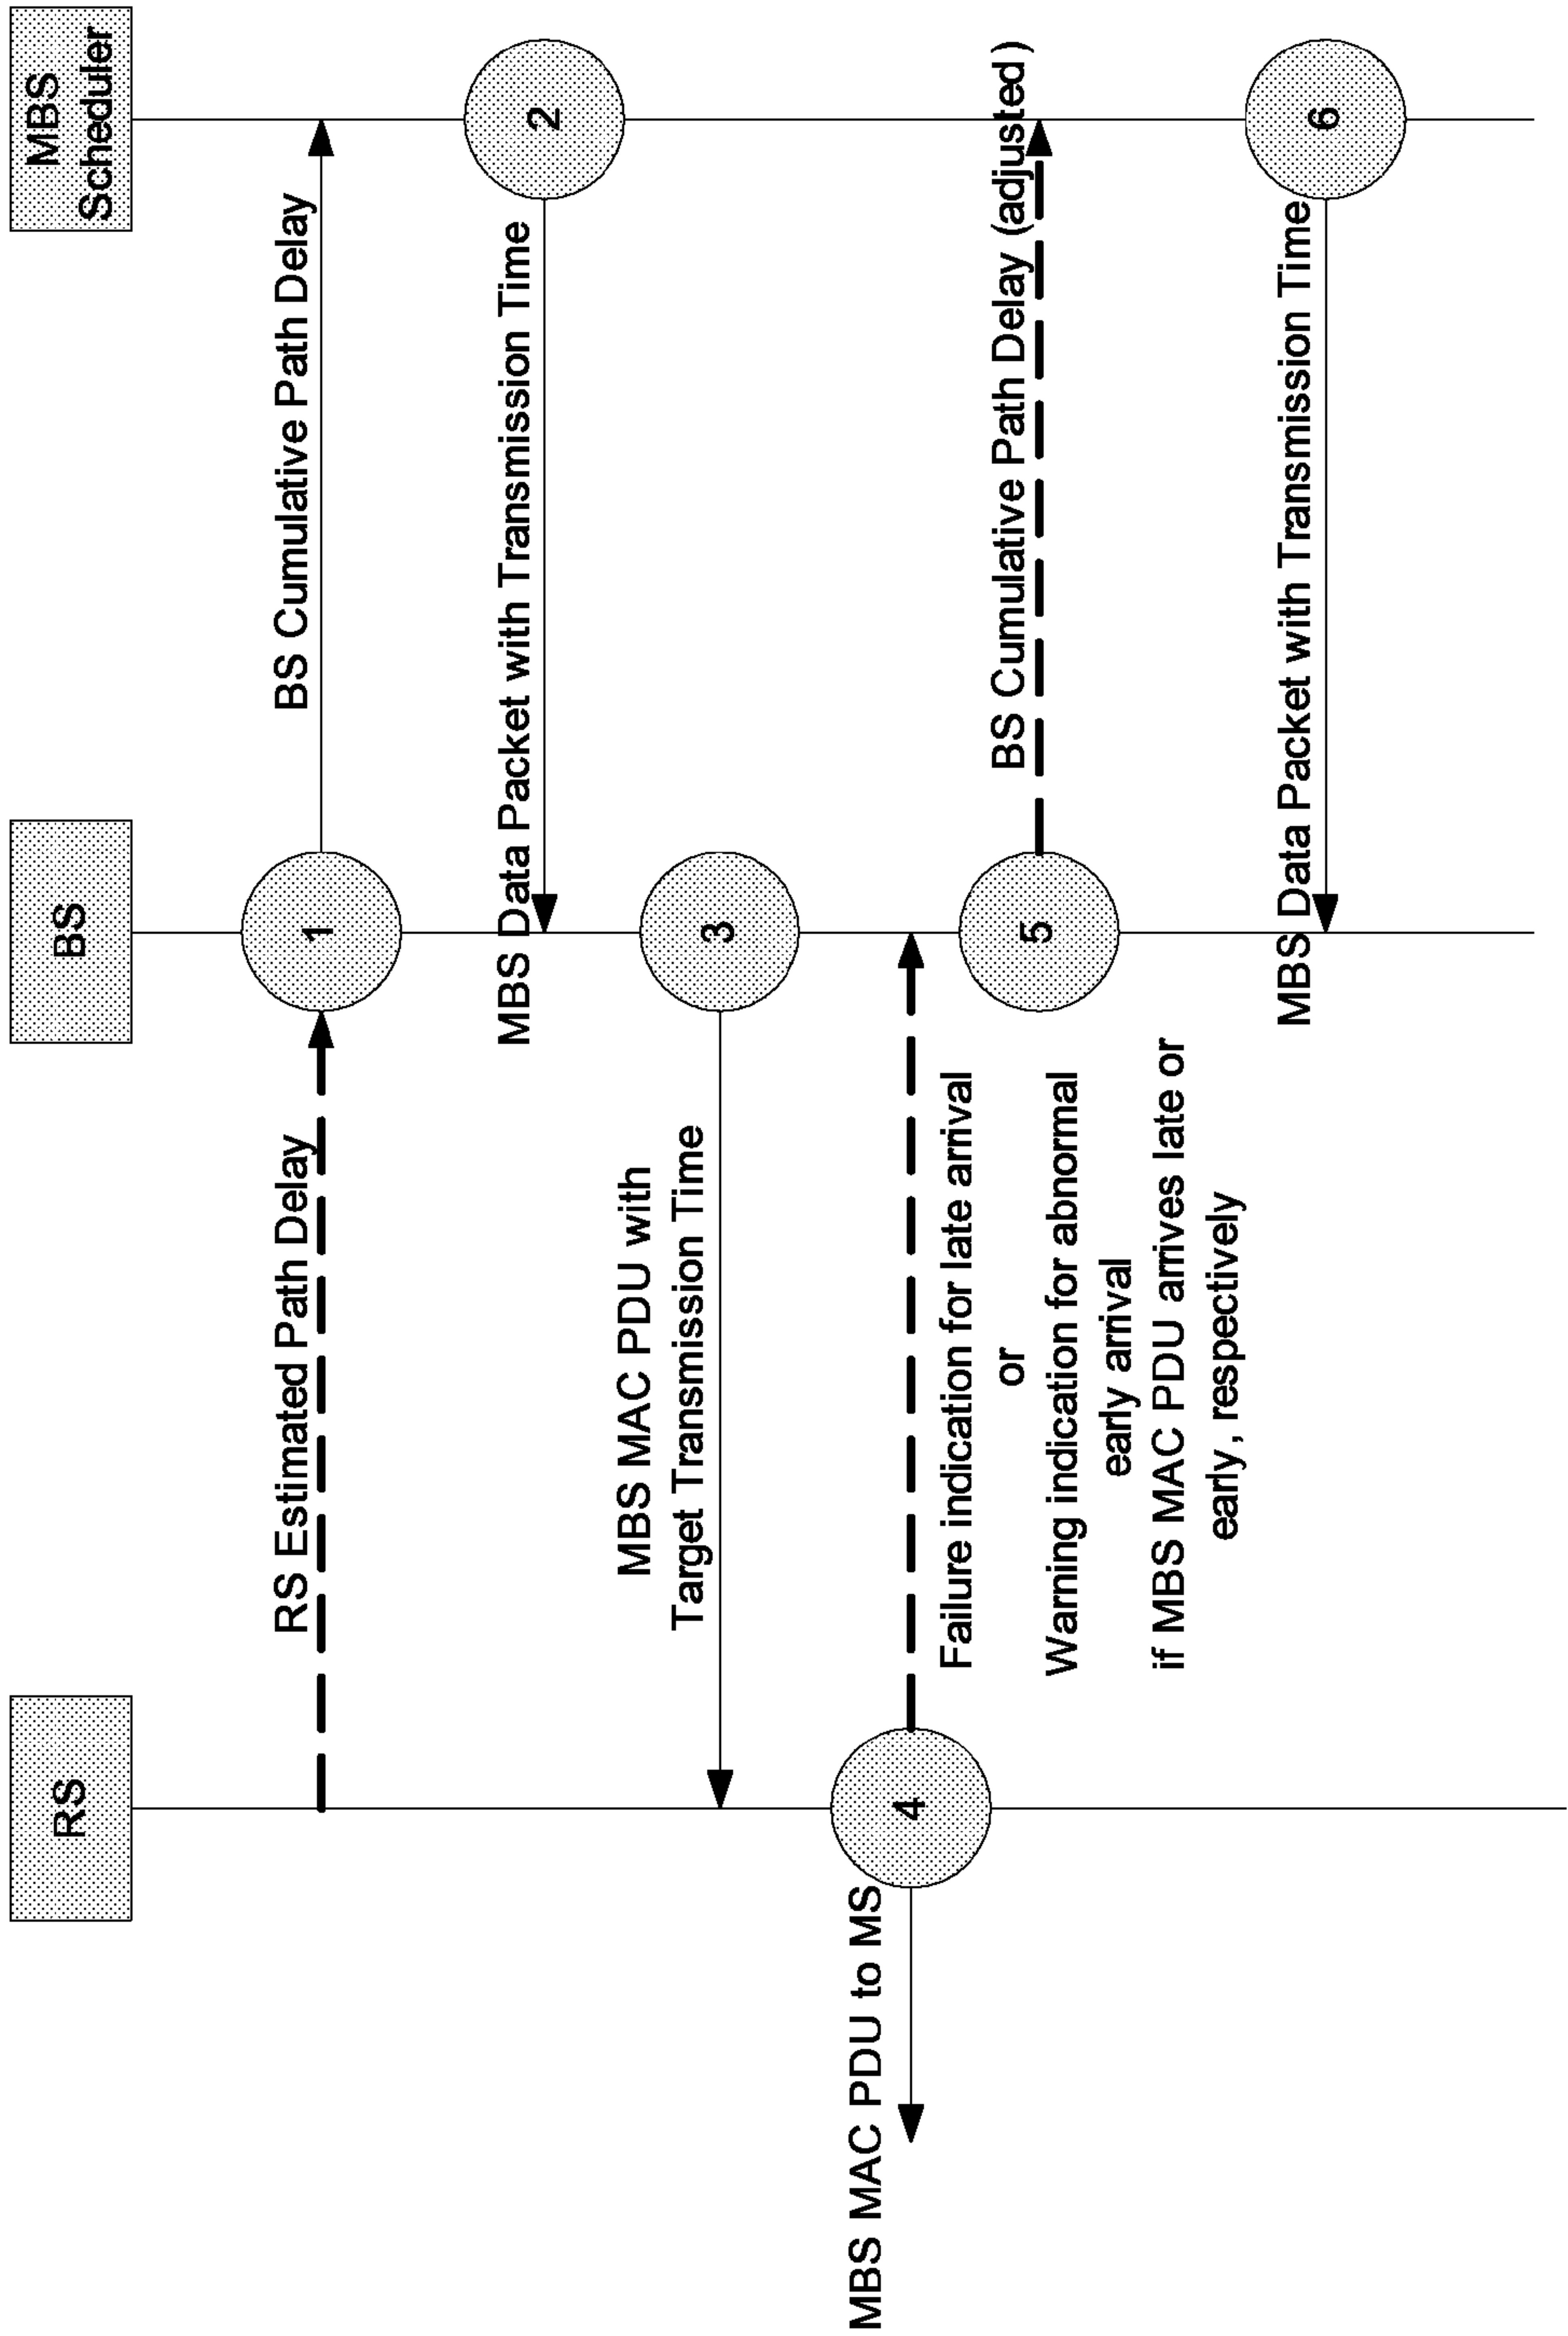 RS
BS
MBS
Scheduler
RS Estimated Path Delay
1
BS Cumulative Path Delay
2
MBS Data Packet with Transmission Time
MBS MAC PDU with
Target Transmission Time
3
MBS MAC PDU to MS
4
Failure indication for late arrival
or
Warning indication for abnormal
early arrival
if MBS MAC PDU arrives late or
early, respectively
5
BS Cumulative Path Delay (adjusted)
6
MBS Data Packet with Transmission Time